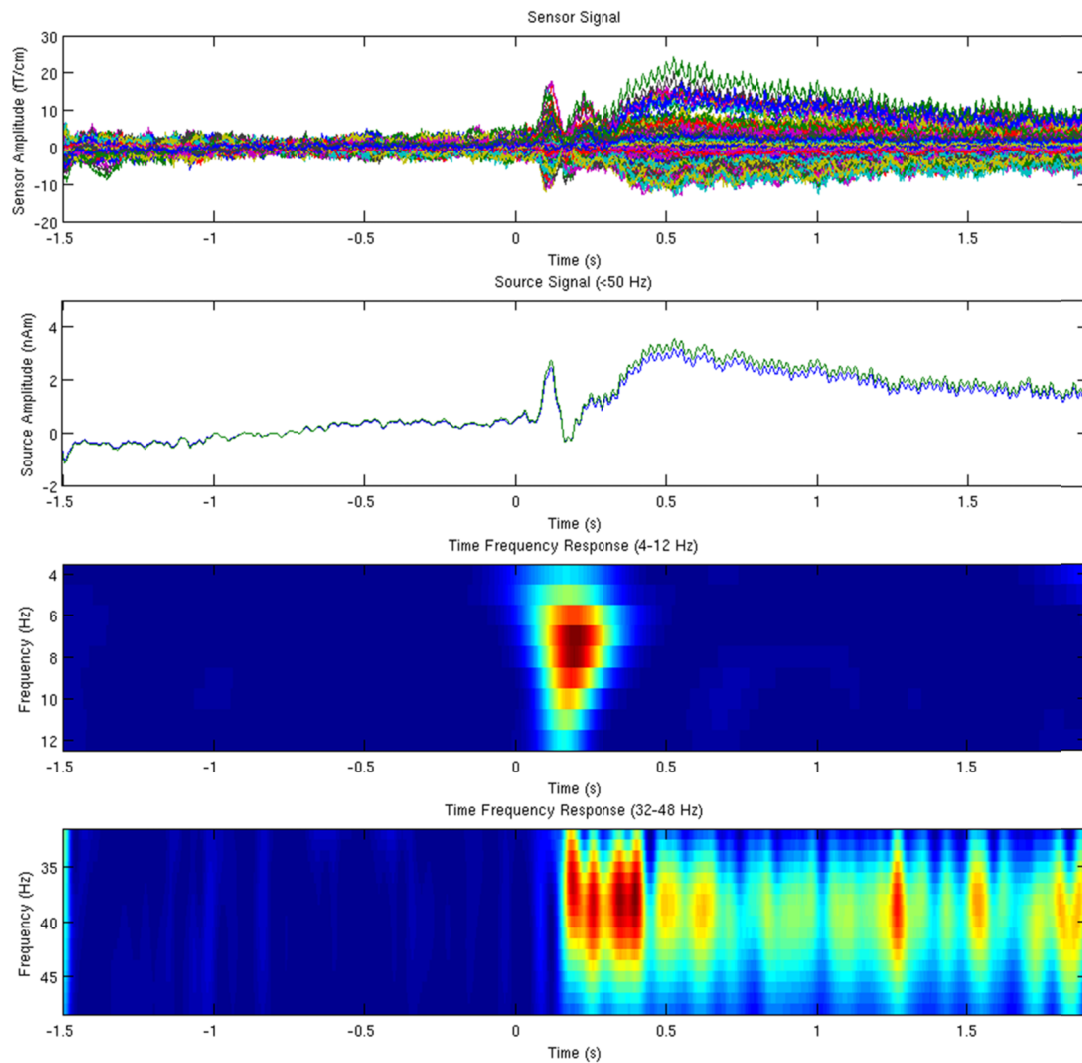 Sensor Signal
Sensor Amplitude (fT/cm)
30
20
10
0
-10
-20
-1.5 -1 -0.5 0 0.5 1 1.5
Time (s)
Source Signal (<50 Hz)
Source Amplitude (nAm)
4
2
0
-2
-1.5 -1 -0.5 0 0.5 1 1.5
Time (s)
Time Frequency Response (4-12 Hz)
Frequency (Hz)
4
6
8
10
12
-1.5 -1 -0.5 0 0.5 1 1.5
Time (s)
Time Frequency Response (32-48 Hz)
Frequency (Hz)
35
40
45
-1.5 -1 -0.5 0 0.5 1 1.5
Time (s)